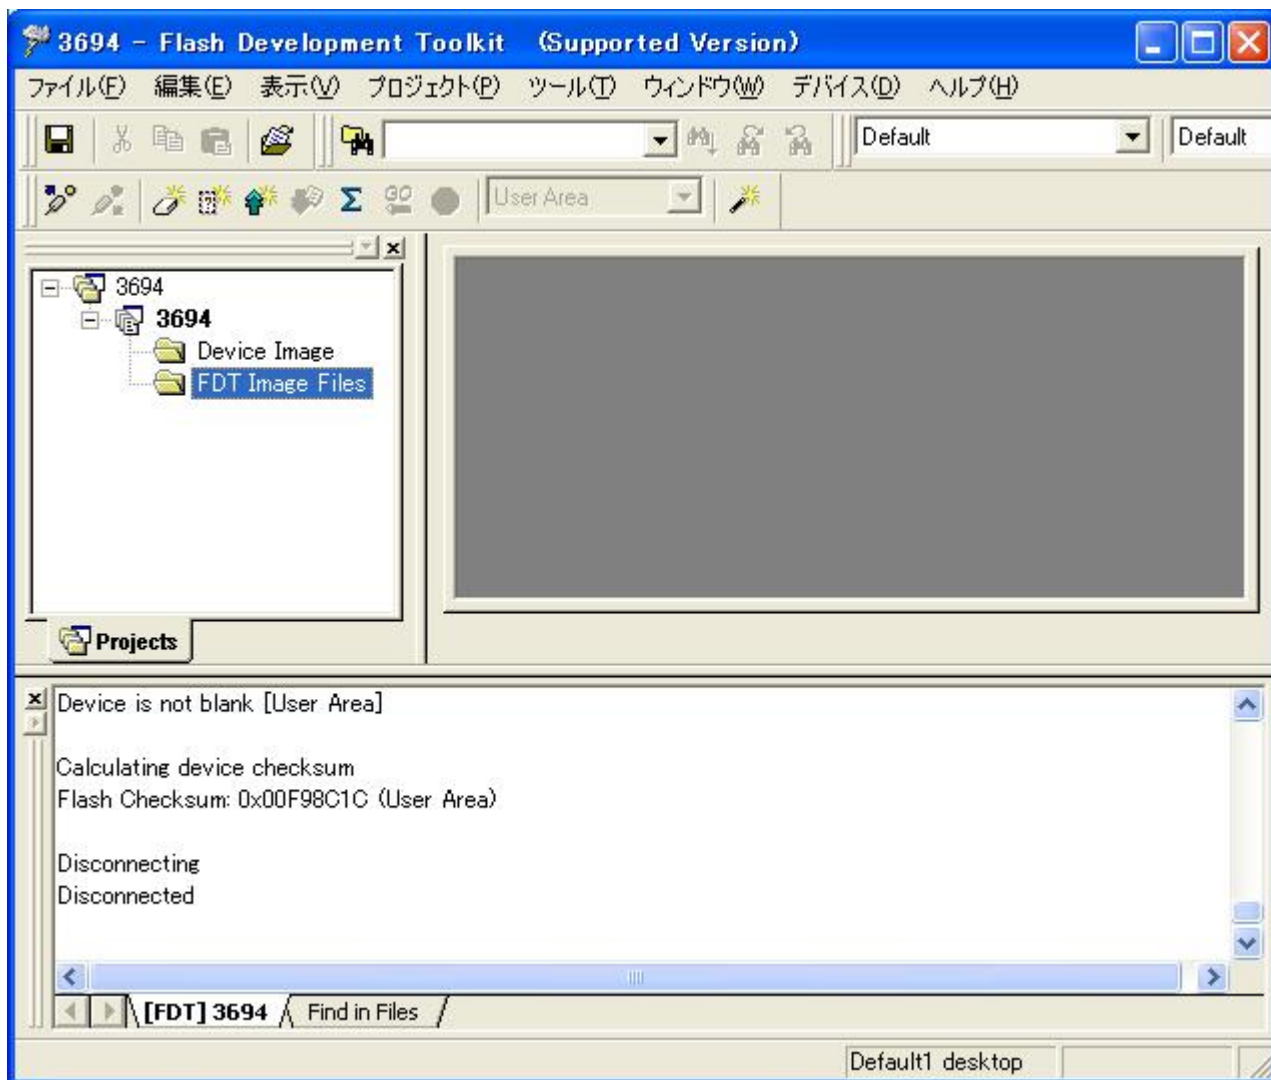 3694 - Flash Development Toolkit (Supported Version)
ファイル(F) 編集(E) 表示(V) プロジェクト(P) ツール(T) ウィンドウ(W) デバイス(D) ヘルプ(H)
Default Default
User Area
3694
3694
Device Image
FDT Image Files
Projects
Device is not blank [User Area]
Calculating device checksum
Flash Checksum: 0x00F98C1C (User Area)
Disconnecting
Disconnected
[FDT] 3694 Find in Files
Default1 desktop